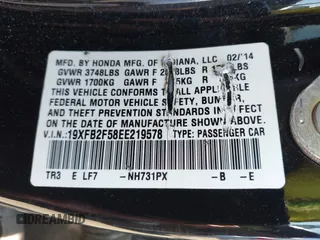 MFD. BY HONDA MFG. OF INDIANA, LLC 02/14
GVWR 3748LBS GAWR F LBS R LBS
GVWR 1700KG GAWR F KG R
THIS VEHICLE CONFORMS TO ALL APPLICABLE
FEDERAL MOTOR VEHICLE SAFETY, BUMPER,
AND THEFT PREVENTION STANDARDS IN EFFECT
ON THE DATE OF MANUFACTURE SHOWN ABOVE.
V.I.N.: 19XFB2F58EE219578 TYPE: PASSENGER CAR
TR3 E LF7 -NH731PX -B -E
DREAMBID